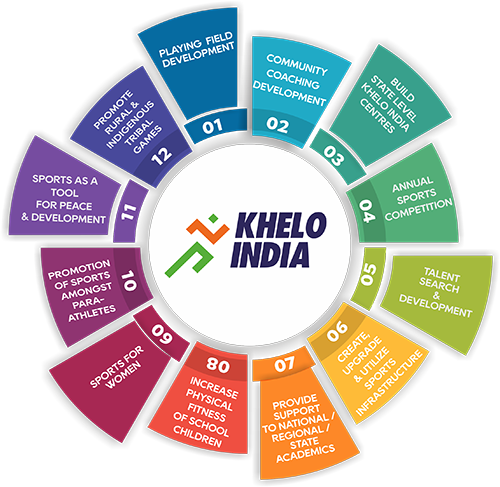 KHELO
INDIA
PLAYING FIELD
DEVELOPMENT
01
COMMUNITY
COACHING
DEVELOPMENT
02
BUILD
STATE LEVEL
KHELO INDIA
CENTRES
03
ANNUAL
SPORTS
COMPETITION
04
TALENT
SEARCH
&
DEVELOPMENT
05
CREATE,
UPGRADE
& UTILIZE
SPORTS
INFRASTRUCTURE
06
PROVIDE
SUPPORT
TO NATIONAL /
REGIONAL /
STATE
ACADEMICS
07
INCREASE
PHYSICAL
FITNESS
OF SCHOOL
CHILDREN
08
SPORTS FOR
WOMEN
09
PROMOTION
OF SPORTS
AMONGST
PARA-
ATHLETES
10
SPORTS AS A
TOOL
FOR PEACE
& DEVELOPMENT
11
PROMOTE
RURAL &
INDIGENOUS
TRIBAL
GAMES
12